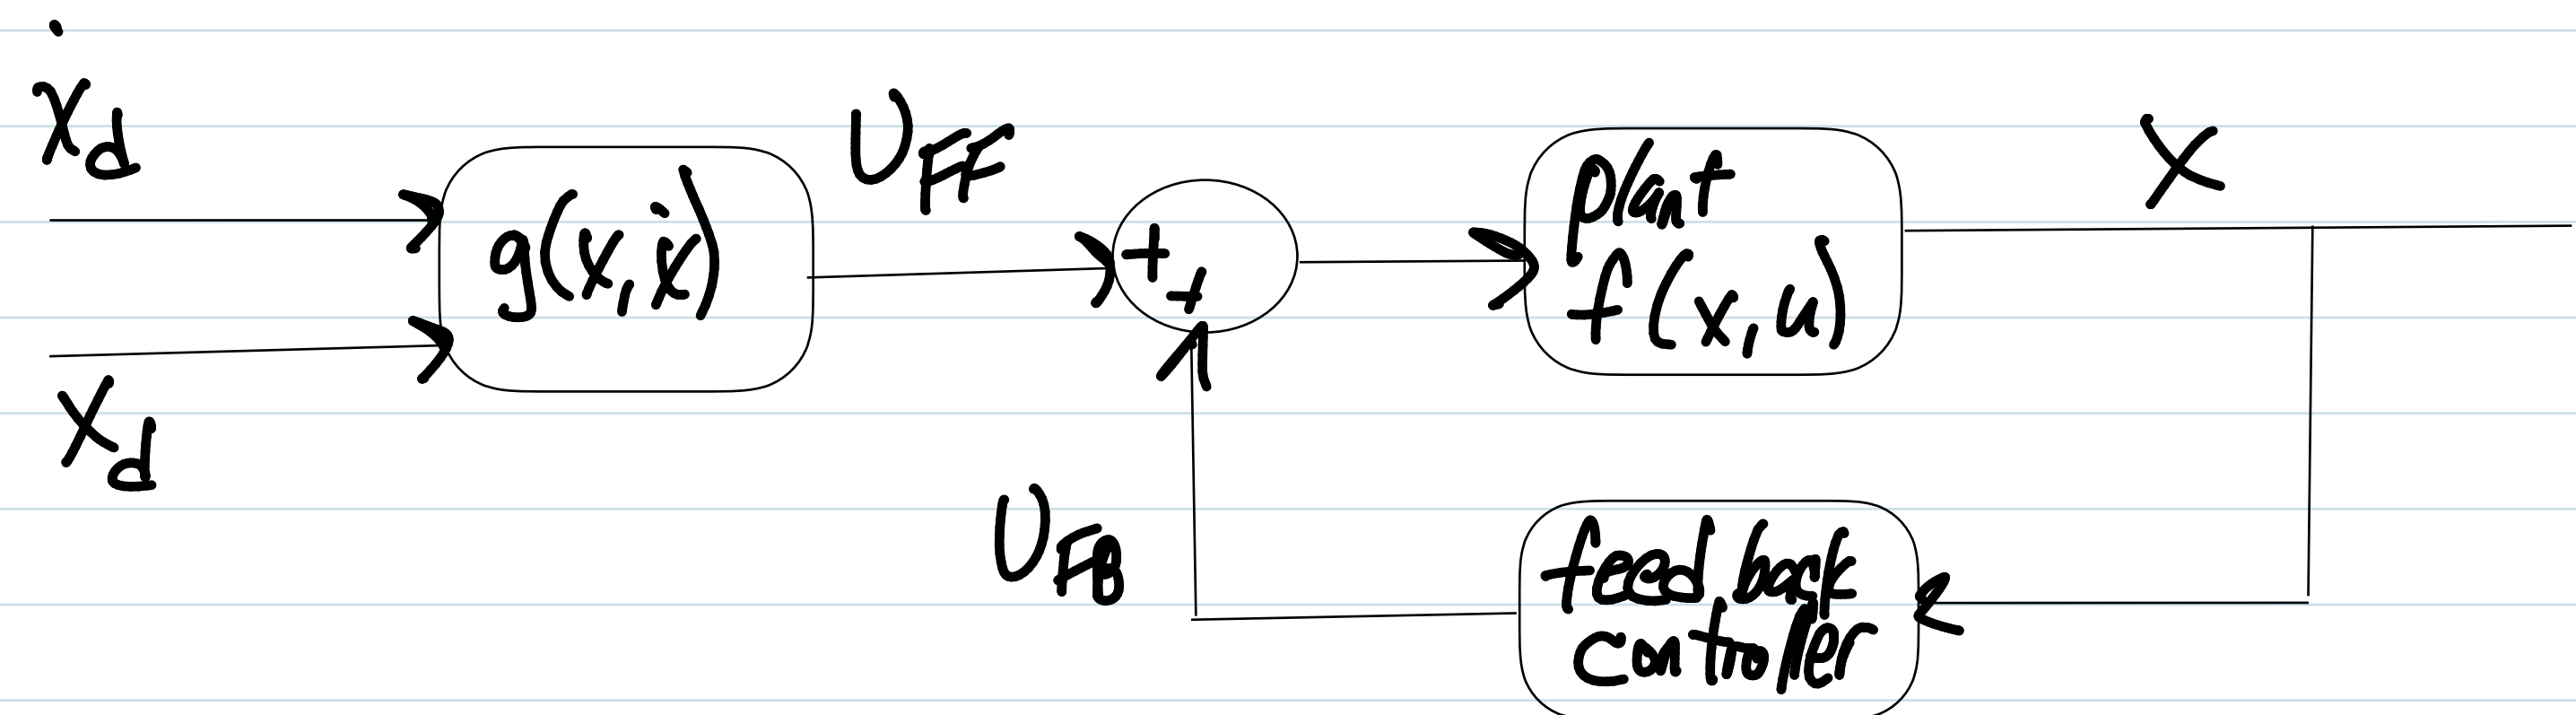 ẋd
g(x,ẋ)
UFF
+
+
plant
f(x,u)
x
xd
UFB
feedback
controller